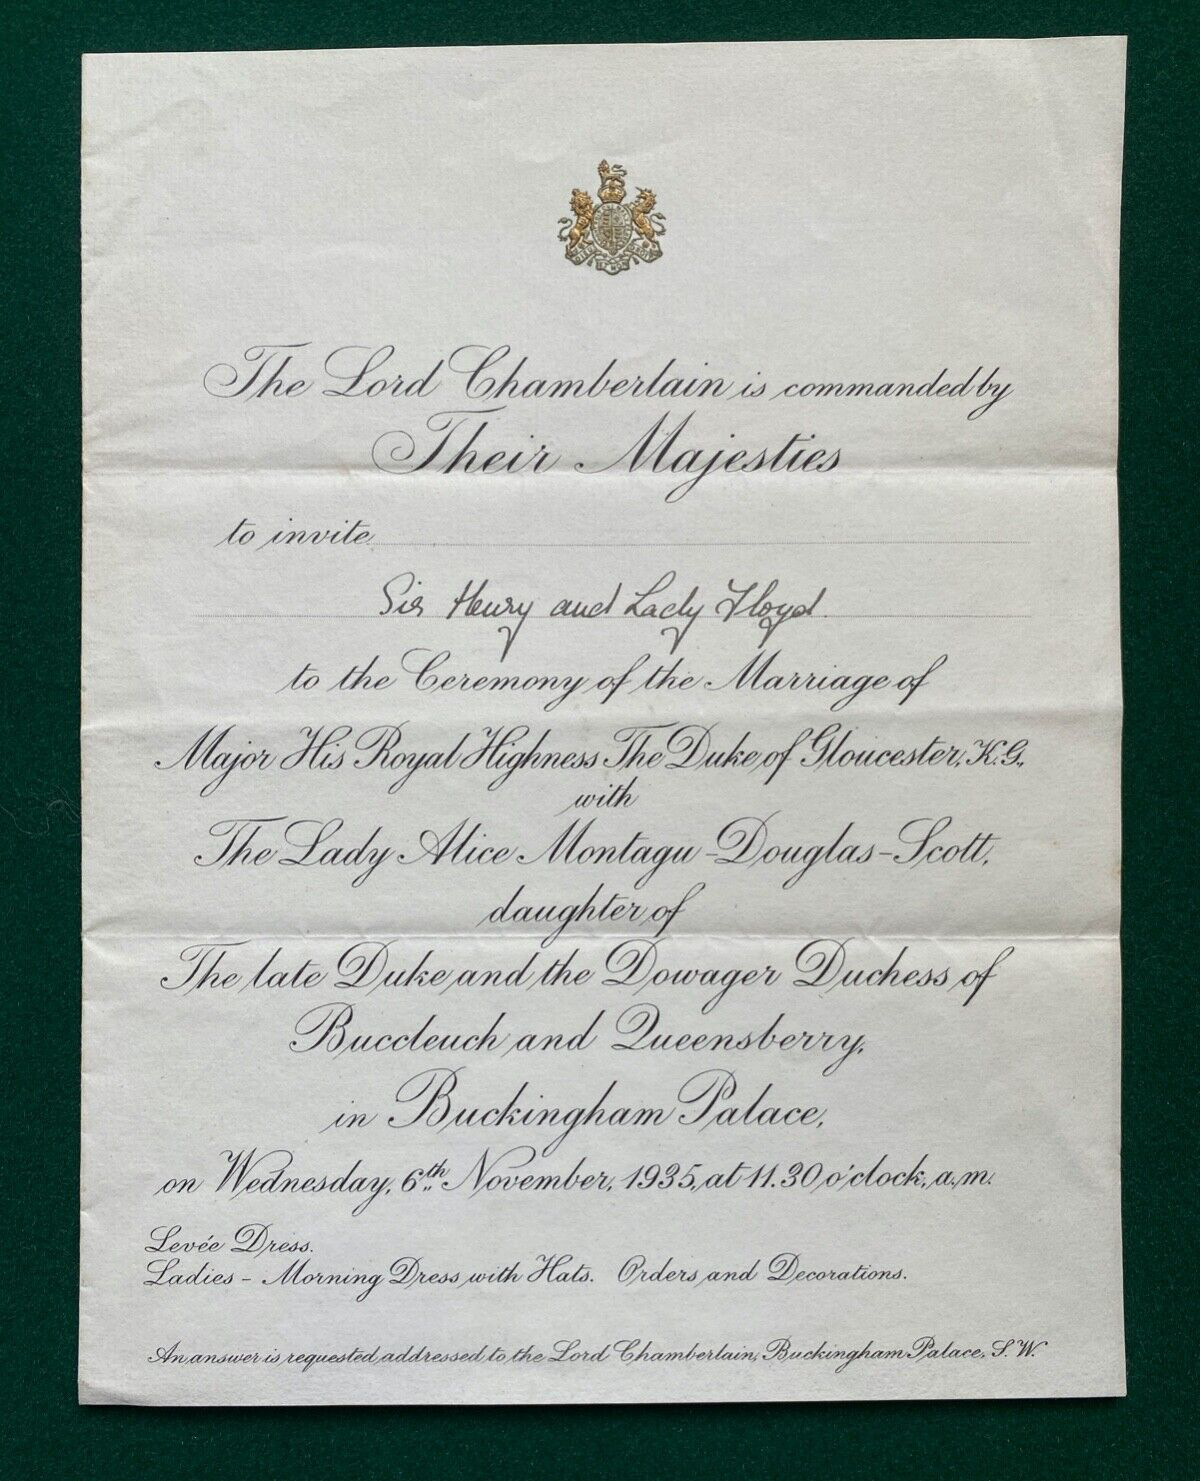 The Lord Chamberlain is commanded by
Their Majesties
to invite
Sir Henry and Lady Floyd.
to the Ceremony of the Marriage of
Major His Royal Highness The Duke of Gloucester, K.G.,
with
The Lady Alice Montagu-Douglas-Scott,
daughter of
The late Duke and the Dowager Duchess of
Buccleuch and Queensberry,
in Buckingham Palace,
on Wednesday, 6th November, 1935, at 11.30 o'clock, a.m.
Levée Dress.
Ladies - Morning Dress with Hats. Orders and Decorations.
An answer is requested addressed to the Lord Chamberlain, Buckingham Palace, S.W.